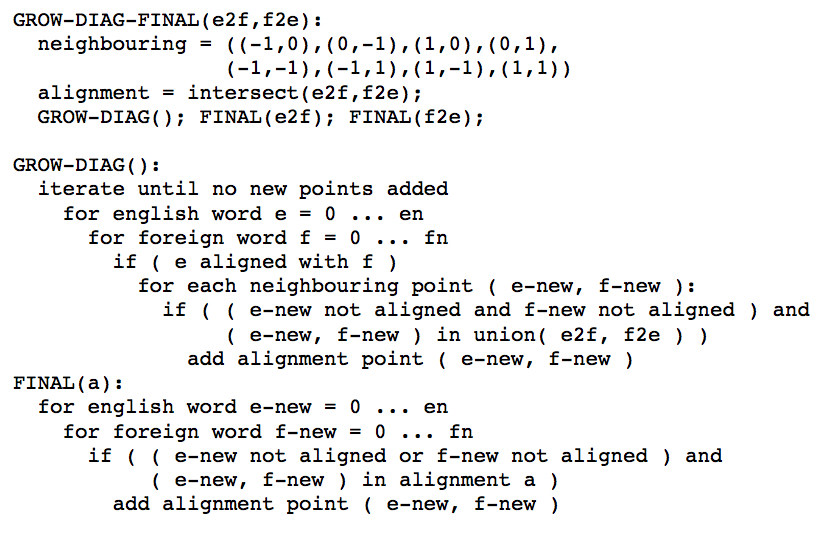 GROW-DIAG-FINAL(e2f,f2e):
  neighbouring = ((-1,0),(0,-1),(1,0),(0,1),
                 (-1,-1),(-1,1),(1,-1),(1,1))
  alignment = intersect(e2f,f2e);
  GROW-DIAG(); FINAL(e2f); FINAL(f2e);

GROW-DIAG():
  iterate until no new points added
    for english word e = 0 ... en
      for foreign word f = 0 ... fn
        if ( e aligned with f )
          for each neighbouring point ( e-new, f-new ):
            if ( ( e-new not aligned and f-new not aligned ) and
                 ( e-new, f-new ) in union( e2f, f2e ) )
              add alignment point ( e-new, f-new )
FINAL(a):
  for english word e-new = 0 ... en
    for foreign word f-new = 0 ... fn
      if ( ( e-new not aligned or f-new not aligned ) and
           ( e-new, f-new ) in alignment a )
        add alignment point ( e-new, f-new )